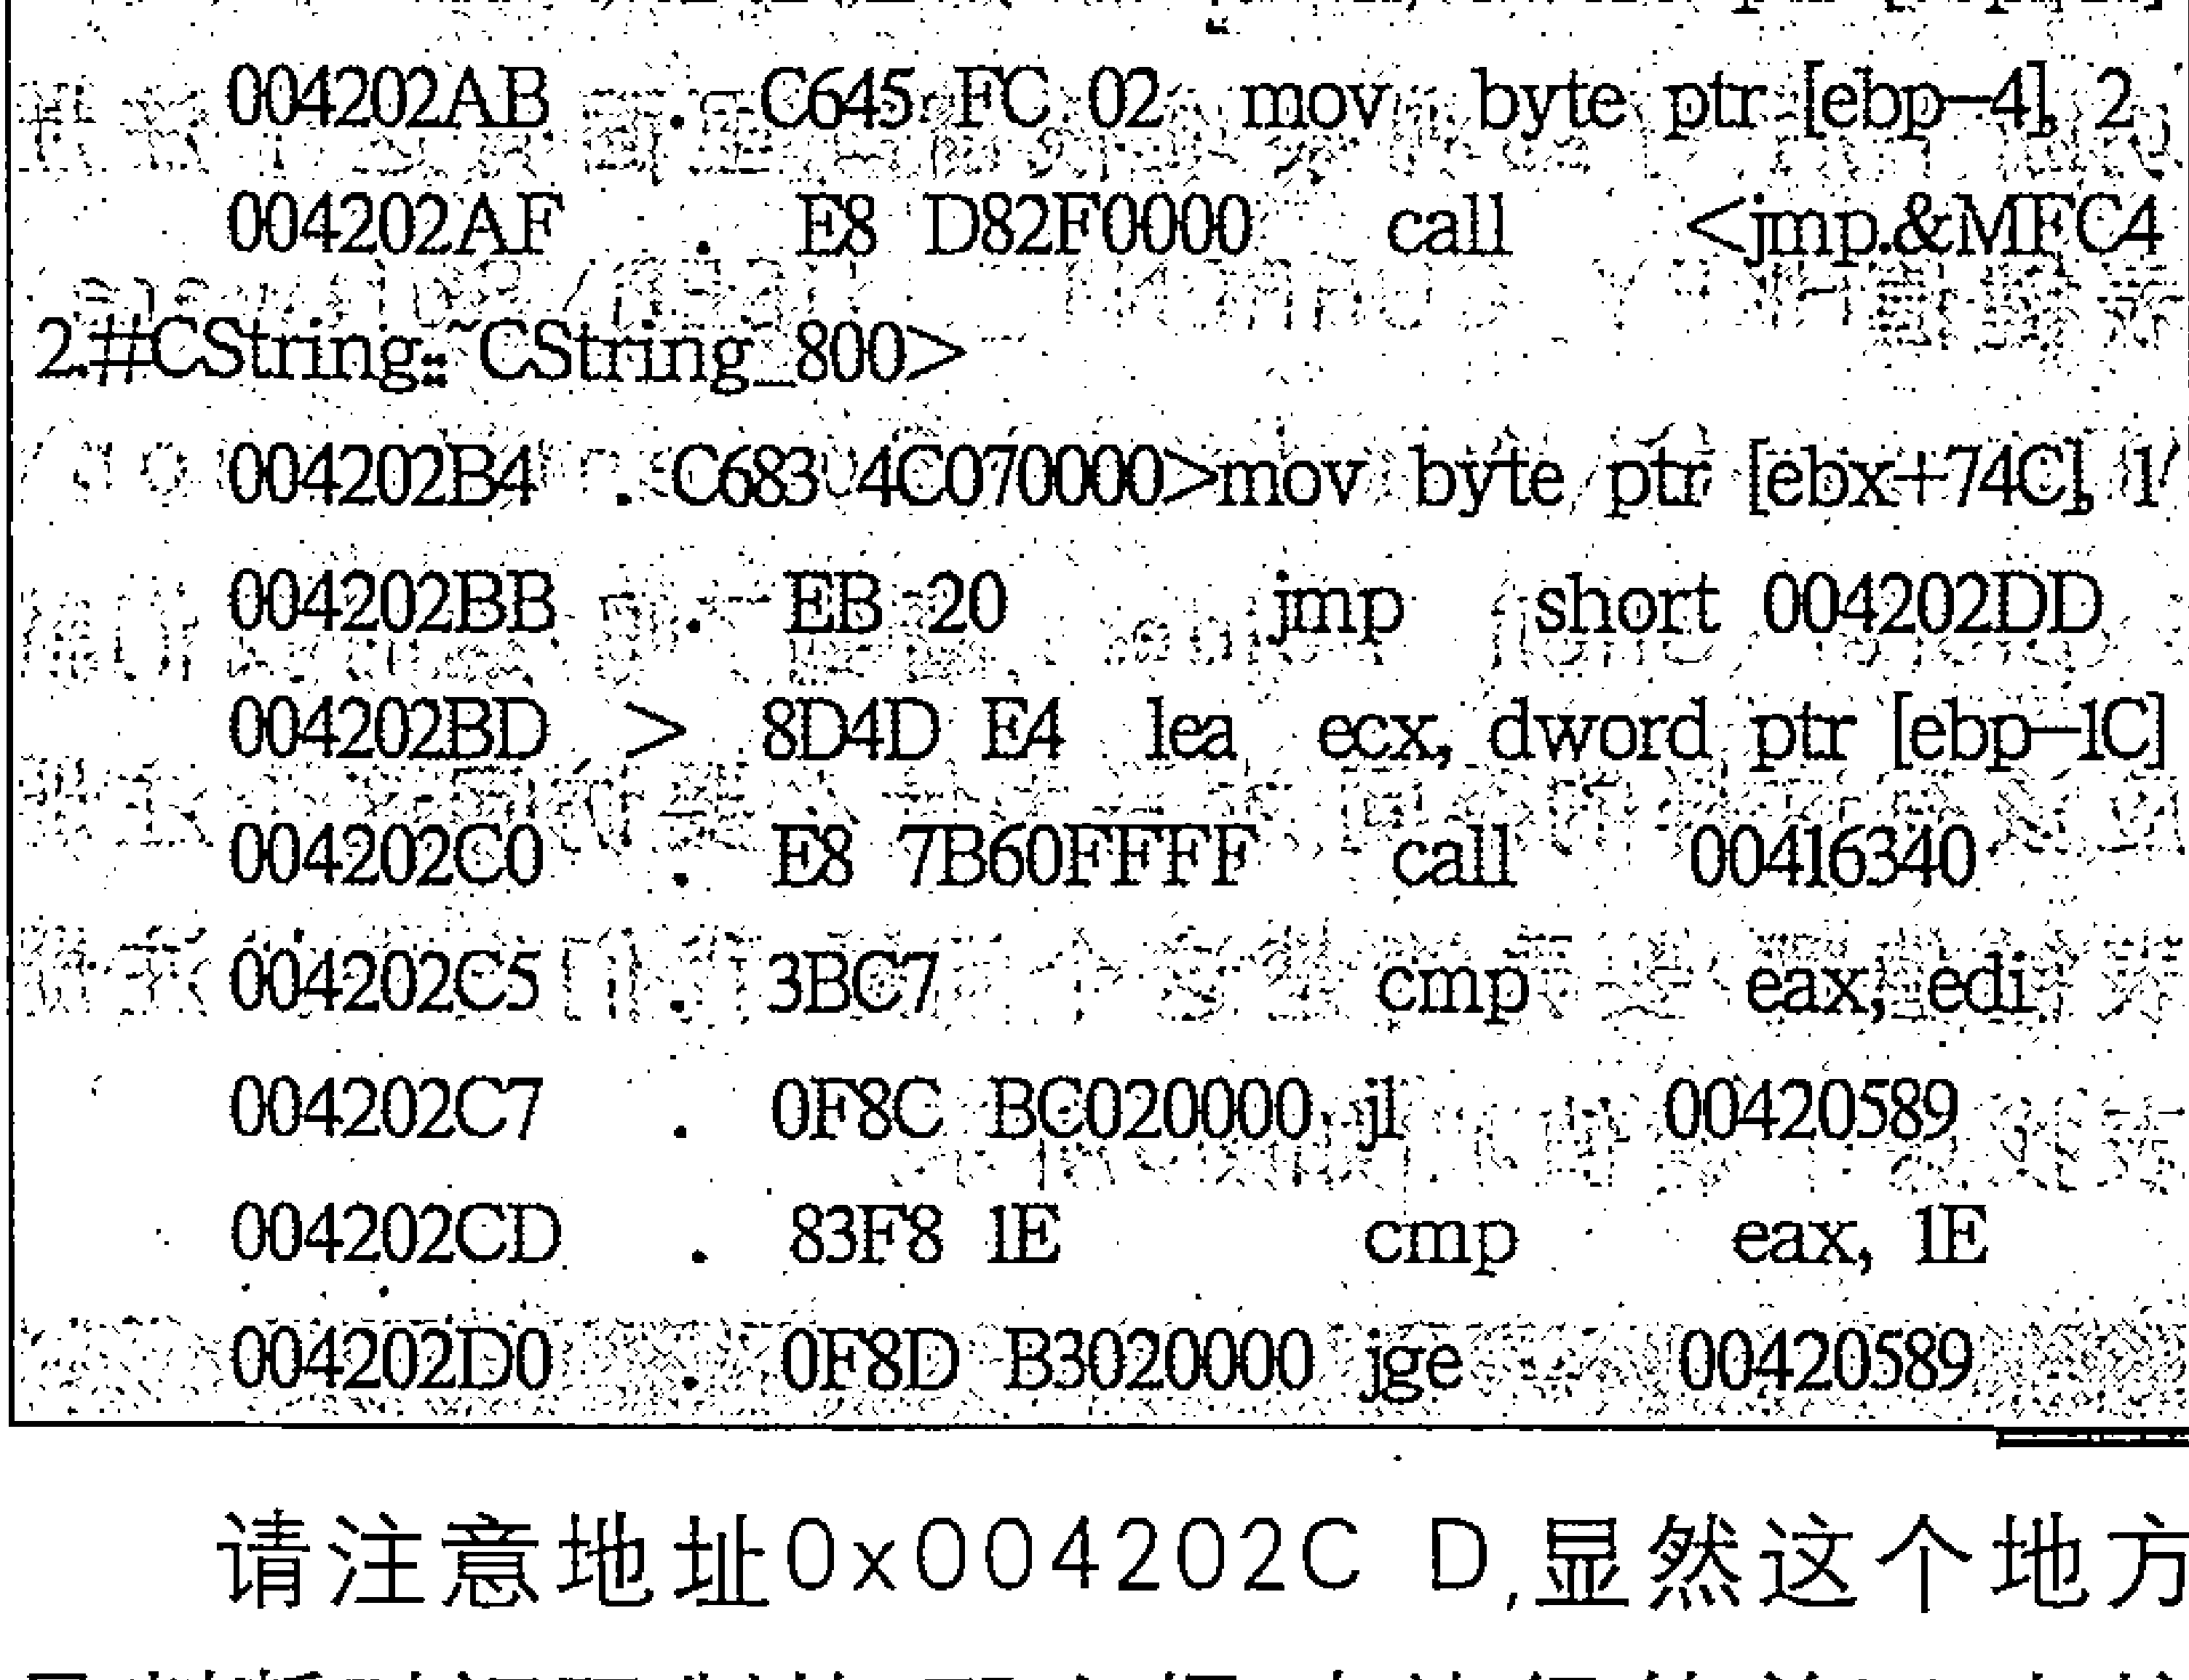 004202AB . C645 FC 02 mov byte ptr [ebp-4], 2
004202AF . E8 D82F0000 call <jmp.&MFC4
2.#CString::~CString_800>
004202B4 . C683 4C070000>mov byte ptr [ebx+74C], 1
004202BB . EB 20 jmp short 004202DD
004202BD > 8D4D E4 lea ecx, dword ptr [ebp-1C]
004202C0 . E8 7B60FFFF call 00416340
004202C5 . 3BC7 cmp eax, edi
004202C7 . 0F8C BC020000 jl 00420589
004202CD . 83F8 1E cmp eax, 1E
004202D0 . 0F8D B3020000 jge 00420589
请注意地址0x004202C D,显然这个地方